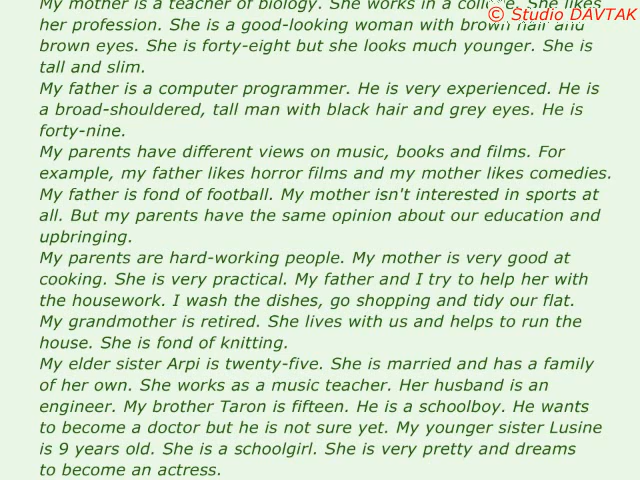 My mother is a teacher of biology. She works in a college. She likes
© Studio DAVTAK
her profession. She is a good-looking woman with brown hair and
brown eyes. She is forty-eight but she looks much younger. She is
tall and slim.
My father is a computer programmer. He is very experienced. He is
a broad-shouldered, tall man with black hair and grey eyes. He is
forty-nine.
My parents have different views on music, books and films. For
example, my father likes horror films and my mother likes comedies.
My father is fond of football. My mother isn't interested in sports at
all. But my parents have the same opinion about our education and
upbringing.
My parents are hard-working people. My mother is very good at
cooking. She is very practical. My father and I try to help her with
the housework. I wash the dishes, go shopping and tidy our flat.
My grandmother is retired. She lives with us and helps to run the
house. She is fond of knitting.
My elder sister Arpi is twenty-five. She is married and has a family
of her own. She works as a music teacher. Her husband is an
engineer. My brother Taron is fifteen. He is a schoolboy. He wants
to become a doctor but he is not sure yet. My younger sister Lusine
is 9 years old. She is a schoolgirl. She is very pretty and dreams
to become an actress.